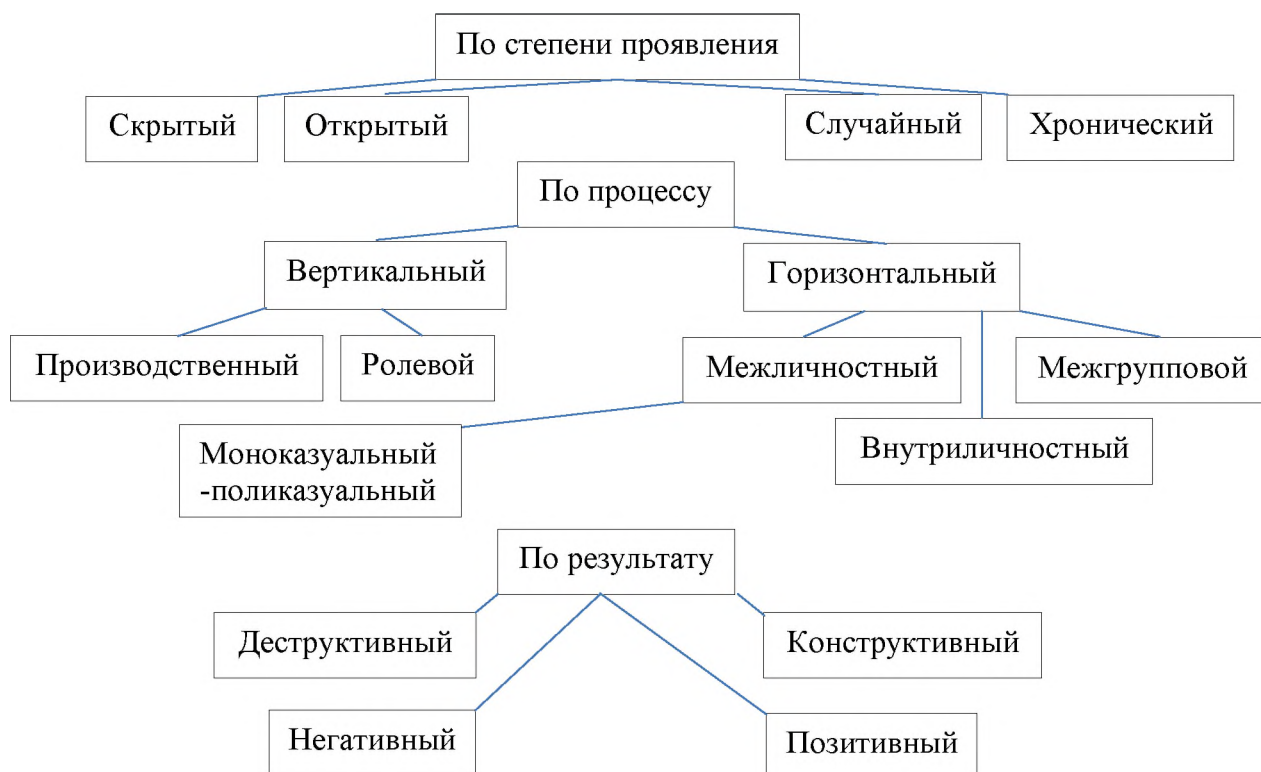 По степени проявления
Скрытый
Открытый
Случайный
Хронический
По процессу
Вертикальный
Горизонтальный
Производственный
Ролевой
Межличностный
Межгрупповой
Моноказуальный
-поликазуальный
Внутриличностный
По результату
Деструктивный
Конструктивный
Негативный
Позитивный